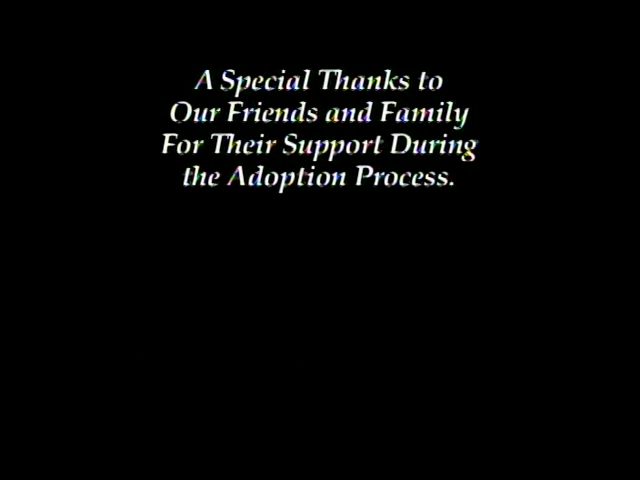 A Special Thanks to
Our Friends and Family
For Their Support During
the Adoption Process.